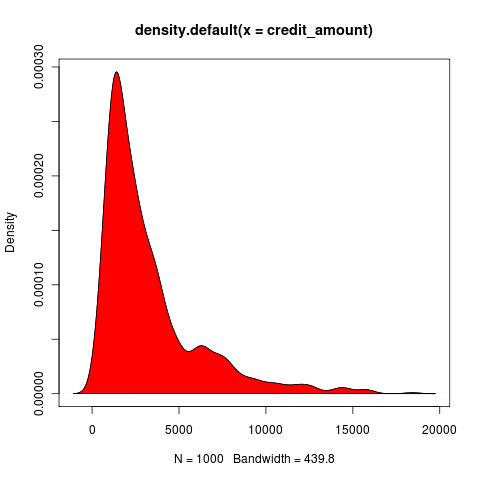 density.default(x = credit_amount)
0.00030
0.00020
0.00010
0.00000
Density
0 5000 10000 15000 20000
N = 1000 Bandwidth = 439.8